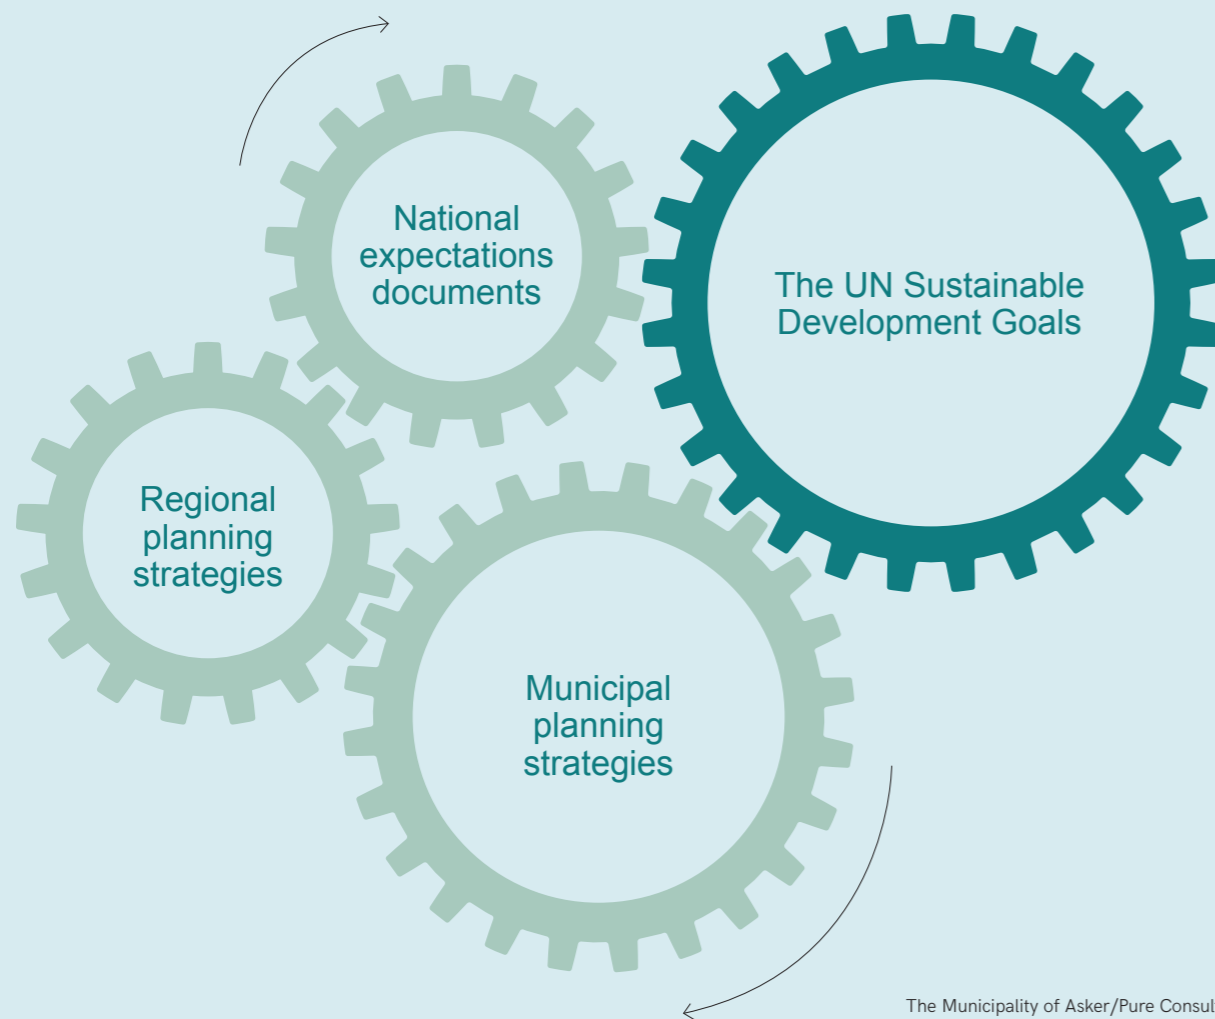 National
expectations
documents
The UN Sustainable
Development Goals
Regional
planning
strategies
Municipal
planning
strategies
The Municipality of Asker/Pure Consul